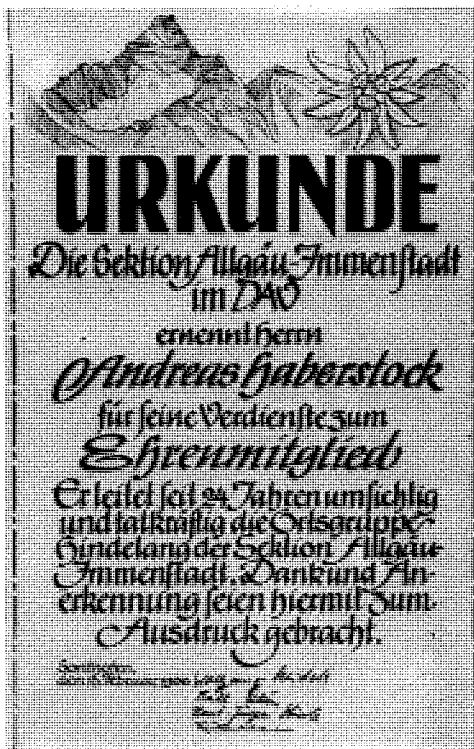 URKUNDE
Die Sektion Allgäu Immenstadt
im DAV
ernennt Herrn
Andreas Haberstock
für seine Verdienste zum
Ehrenmitglied
Er leitet seit 24 Jahren umsichtig
und tatkräftig die Ortsgruppe
Hindelang der Sektion Allgäu-
Immenstadt. Dank und An-
erkennung seien hiermit zum
Ausdruck gebracht.
Sonthofen,